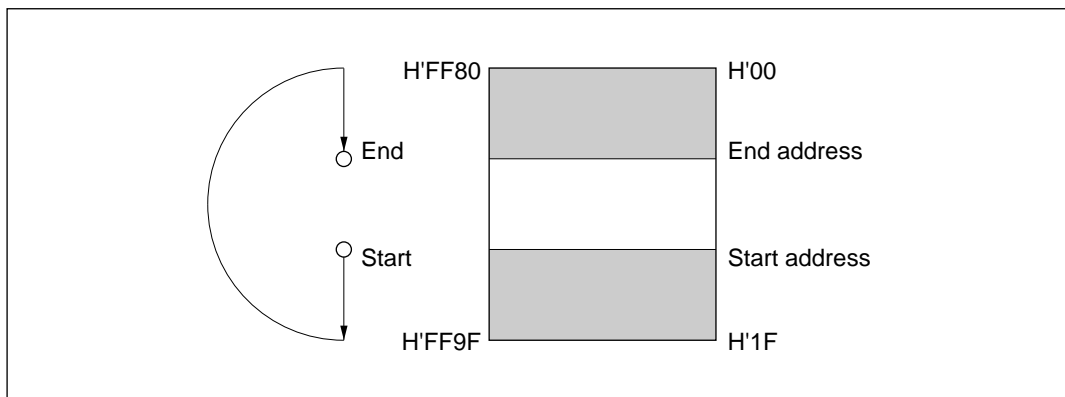 H'FF80 H'00
End End address
Start Start address
H'FF9F H'1F